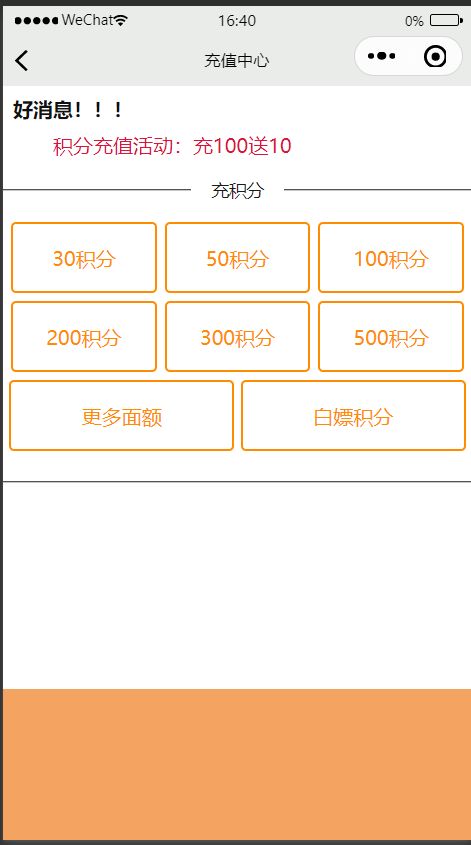 WeChat 16:40 0%
充值中心
好消息！！！
积分充值活动：充100送10
充积分
30积分 50积分 100积分
200积分 300积分 500积分
更多面额 白嫖积分